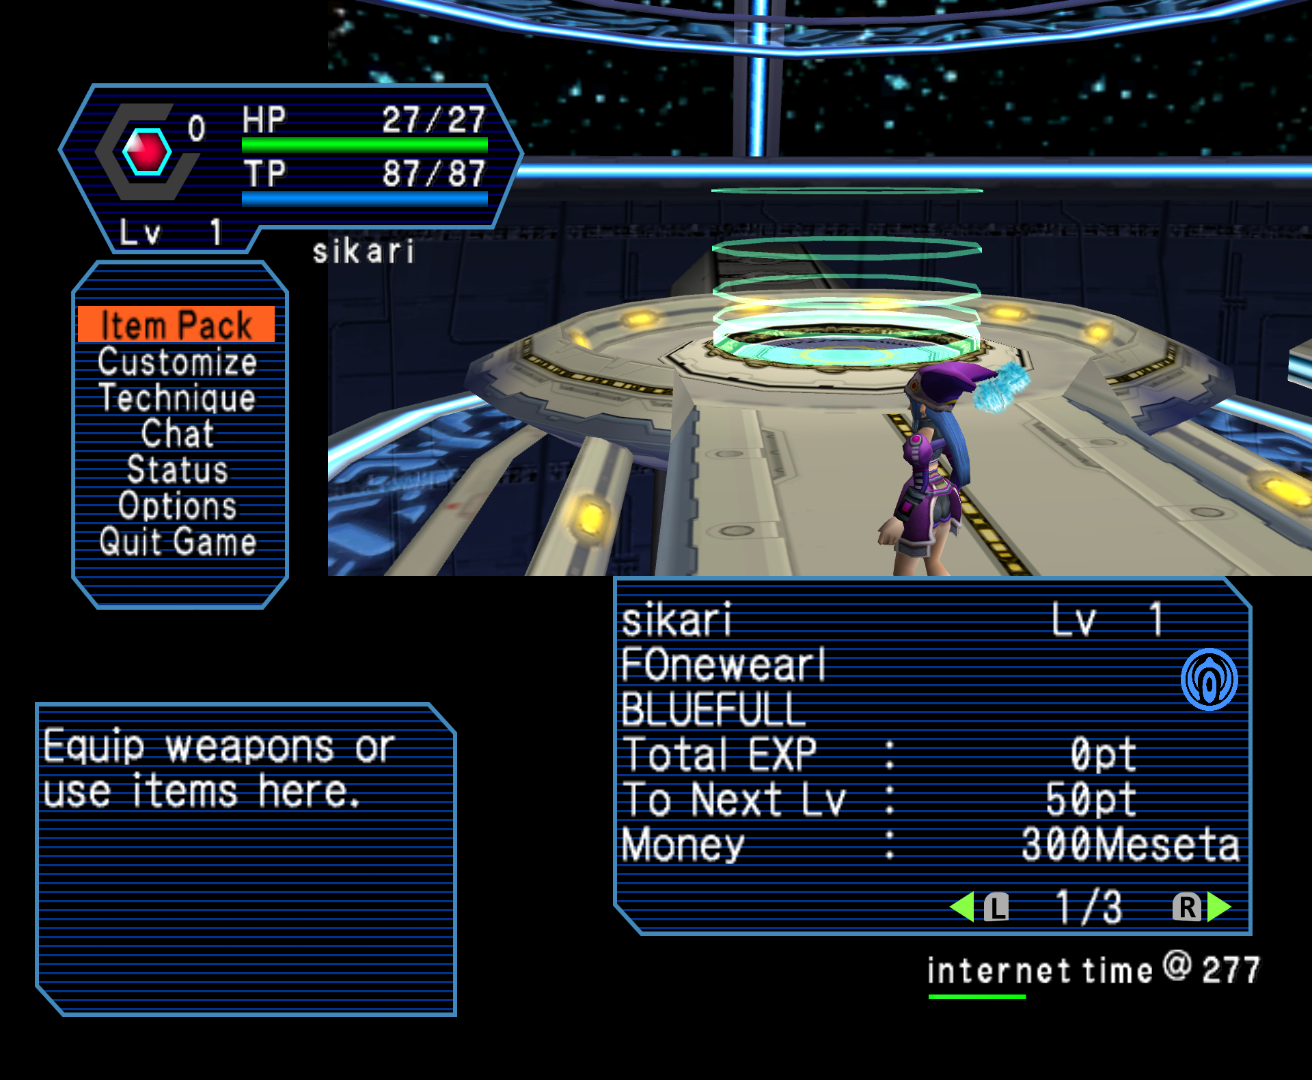 0
HP 27/27
TP 87/87
Lv 1
sikari
Item Pack
Customize
Technique
Chat
Status
Options
Quit Game
sikari Lv 1
FOnewearl
BLUEFULL
Total EXP : 0pt
To Next Lv : 50pt
Money : 300Meseta
L 1/3 R
Equip weapons or
use items here.
internet time @ 277